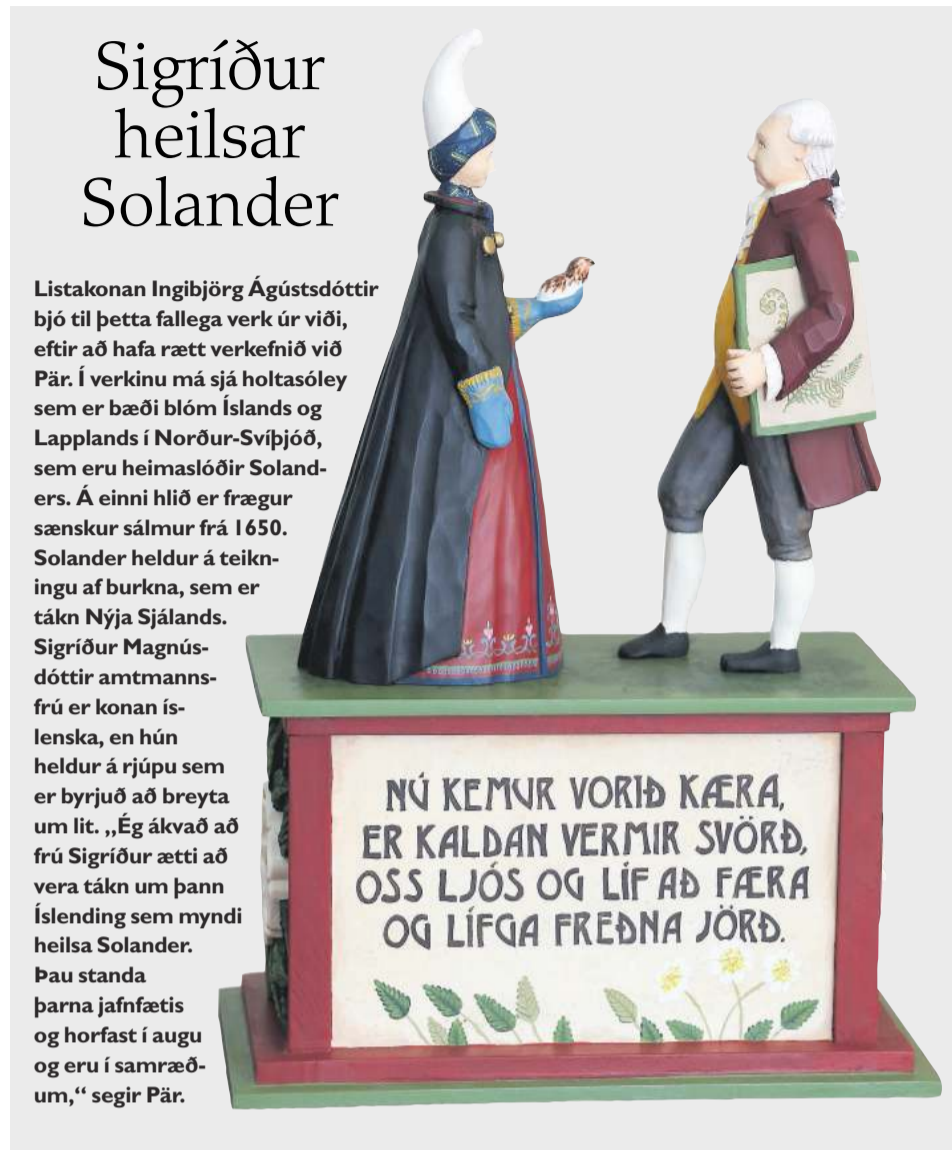 Sigríður
heilsar
Solander
Listakonan Ingibjörg Ágústsdóttir
bjó til þetta fallega verk úr viði,
eftir að hafa rætt verkefnið við
Pär. Í verkinu má sjá holtasóley
sem er bæði blóm Íslands og
Lapplands í Norður-Svíþjóð,
sem eru heimaslóðir Soland-
ers. Á einni hlið er frægur
sænskur sálmur frá 1650.
Solander heldur á teikn-
ingu af burkna, sem er
tákn Nýja Sjálands.
Sigríður Magnús-
dóttir amtmanns-
frú er konan ís-
lenska, en hún
heldur á rjúpu sem
er byrjuð að breyta
um lit. „Ég ákvað að
frú Sigríður ætti að
vera tákn um þann
Íslending sem myndi
heilsa Solander.
Þau standa
þarna jafnfætis
og horfast í augu
og eru í samræð-
um,“ segir Pär.
NÚ KEMUR VORIÐ KÆRA,
ER KALDAN VERMIR SVÖRÐ,
OSS LJÓS OG LÍF AÐ FÆRA
OG LÍFGA FREÐNA JÖRÐ.